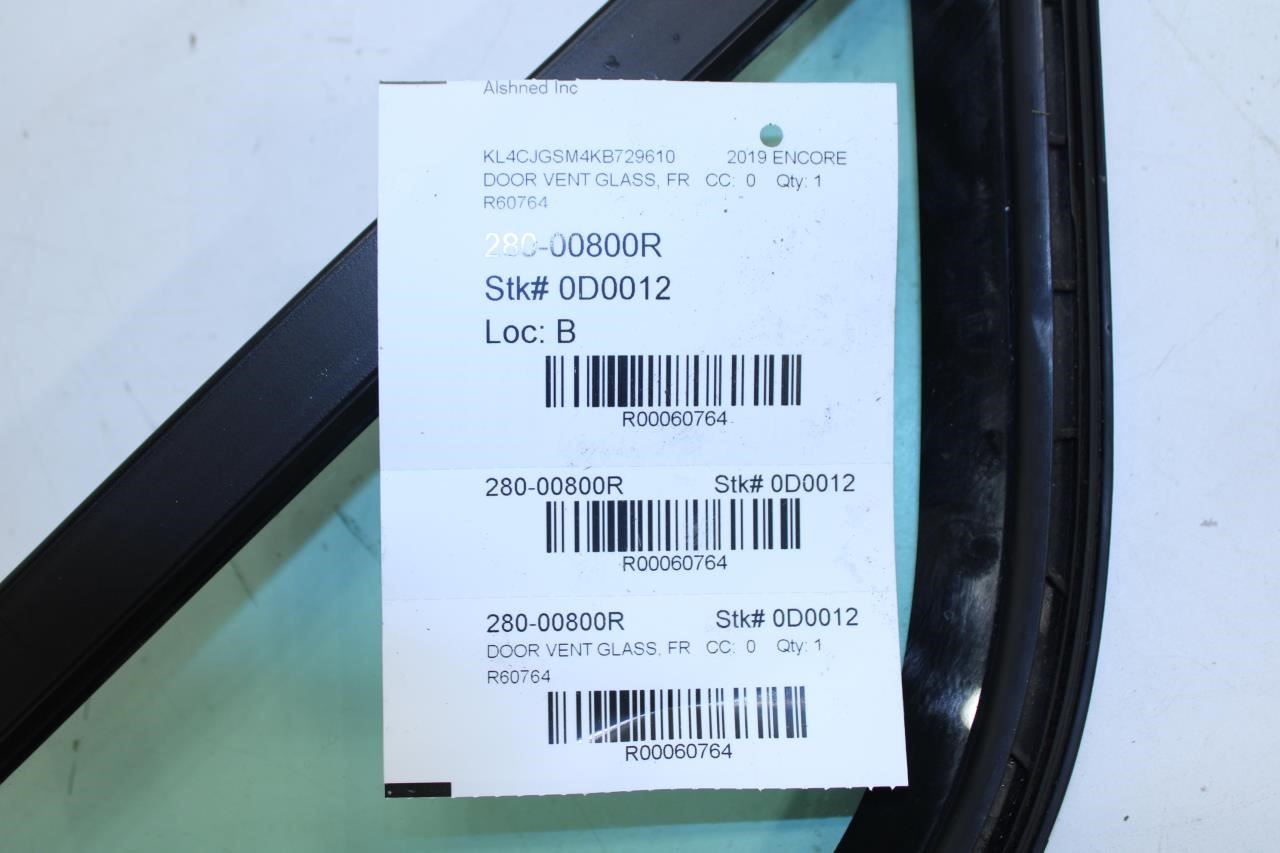 Alshned Inc
KL4CJGSM4KB729610 2019 ENCORE
DOOR VENT GLASS, FR CC: 0 Qty: 1
R60764
280-00800R
Stk# 0D0012
Loc: B
R00060764
280-00800R Stk# 0D0012
R00060764
280-00800R Stk# 0D0012
DOOR VENT GLASS, FR CC: 0 Qty: 1
R60764
R00060764